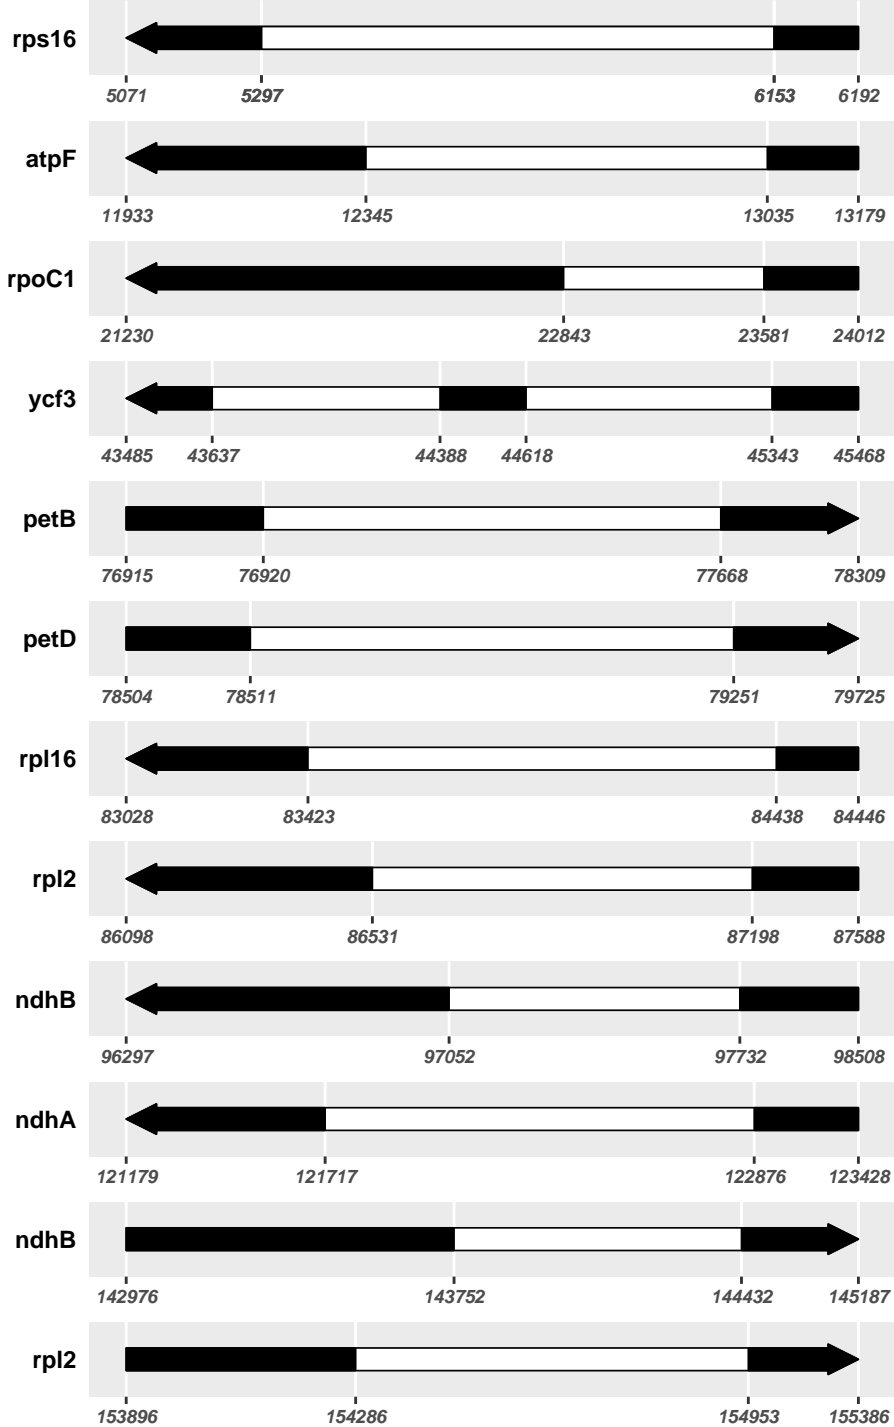 rps16
5071 5297 6153 6192
atpF
11933 12345 13035 13179
rpoC1
21230 22843 23581 24012
ycf3
43485 43637 44388 44618 45343 45468
petB
76915 76920 77668 78309
petD
78504 78511 79251 79725
rpl16
83028 83423 84438 84446
rpl2
86098 86531 87198 87588
ndhB
96297 97052 97732 98508
ndhA
121179 121717 122876 123428
ndhB
142976 143752 144432 145187
rpl2
153896 154286 154953 155386